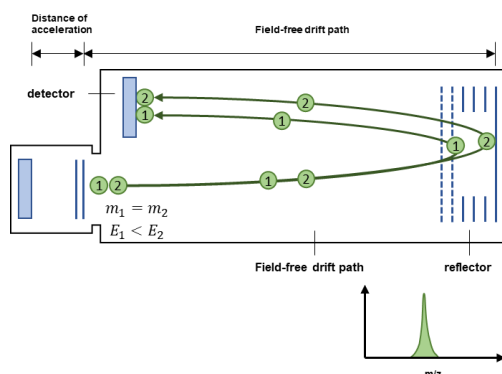 Distance of
acceleration
Field-free drift path
detector
2
1
2
1
1
2
1 2
1
2
m₁ = m₂
E₁ < E₂
Field-free drift path
reflector
m/z